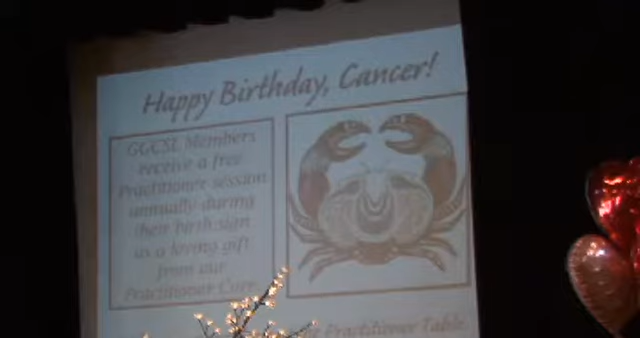 Happy Birthday, Cancer!
GGCSL Members
receive a free
Practitioner session
annually during
their birth sign
as a loving gift
from our
Practitioner Core
Practitioner Table